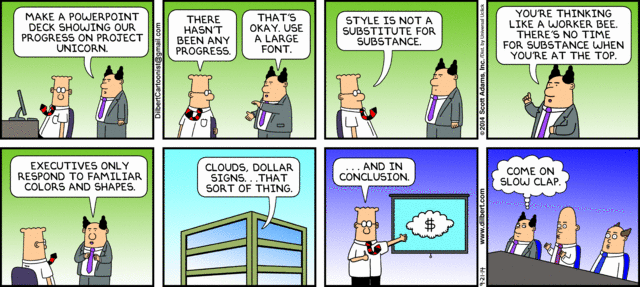 MAKE A POWERPOINT
DECK SHOWING OUR
PROGRESS ON PROJECT
UNICORN.
DilbertCartoonist@gmail.com
THERE
HASN'T
BEEN ANY
PROGRESS.
THAT'S
OKAY. USE
A LARGE
FONT.
STYLE IS NOT A
SUBSTITUTE FOR
SUBSTANCE.
©2014 Scott Adams, Inc. /Dist. by Universal Uclick
YOU'RE THINKING
LIKE A WORKER BEE.
THERE'S NO TIME
FOR SUBSTANCE WHEN
YOU'RE AT THE TOP.
EXECUTIVES ONLY
RESPOND TO FAMILIAR
COLORS AND SHAPES.
CLOUDS, DOLLAR
SIGNS. . .THAT
SORT OF THING.
. . .AND IN
CONCLUSION.
$
www.dilbert.com
9-21-14
COME ON
SLOW CLAP.